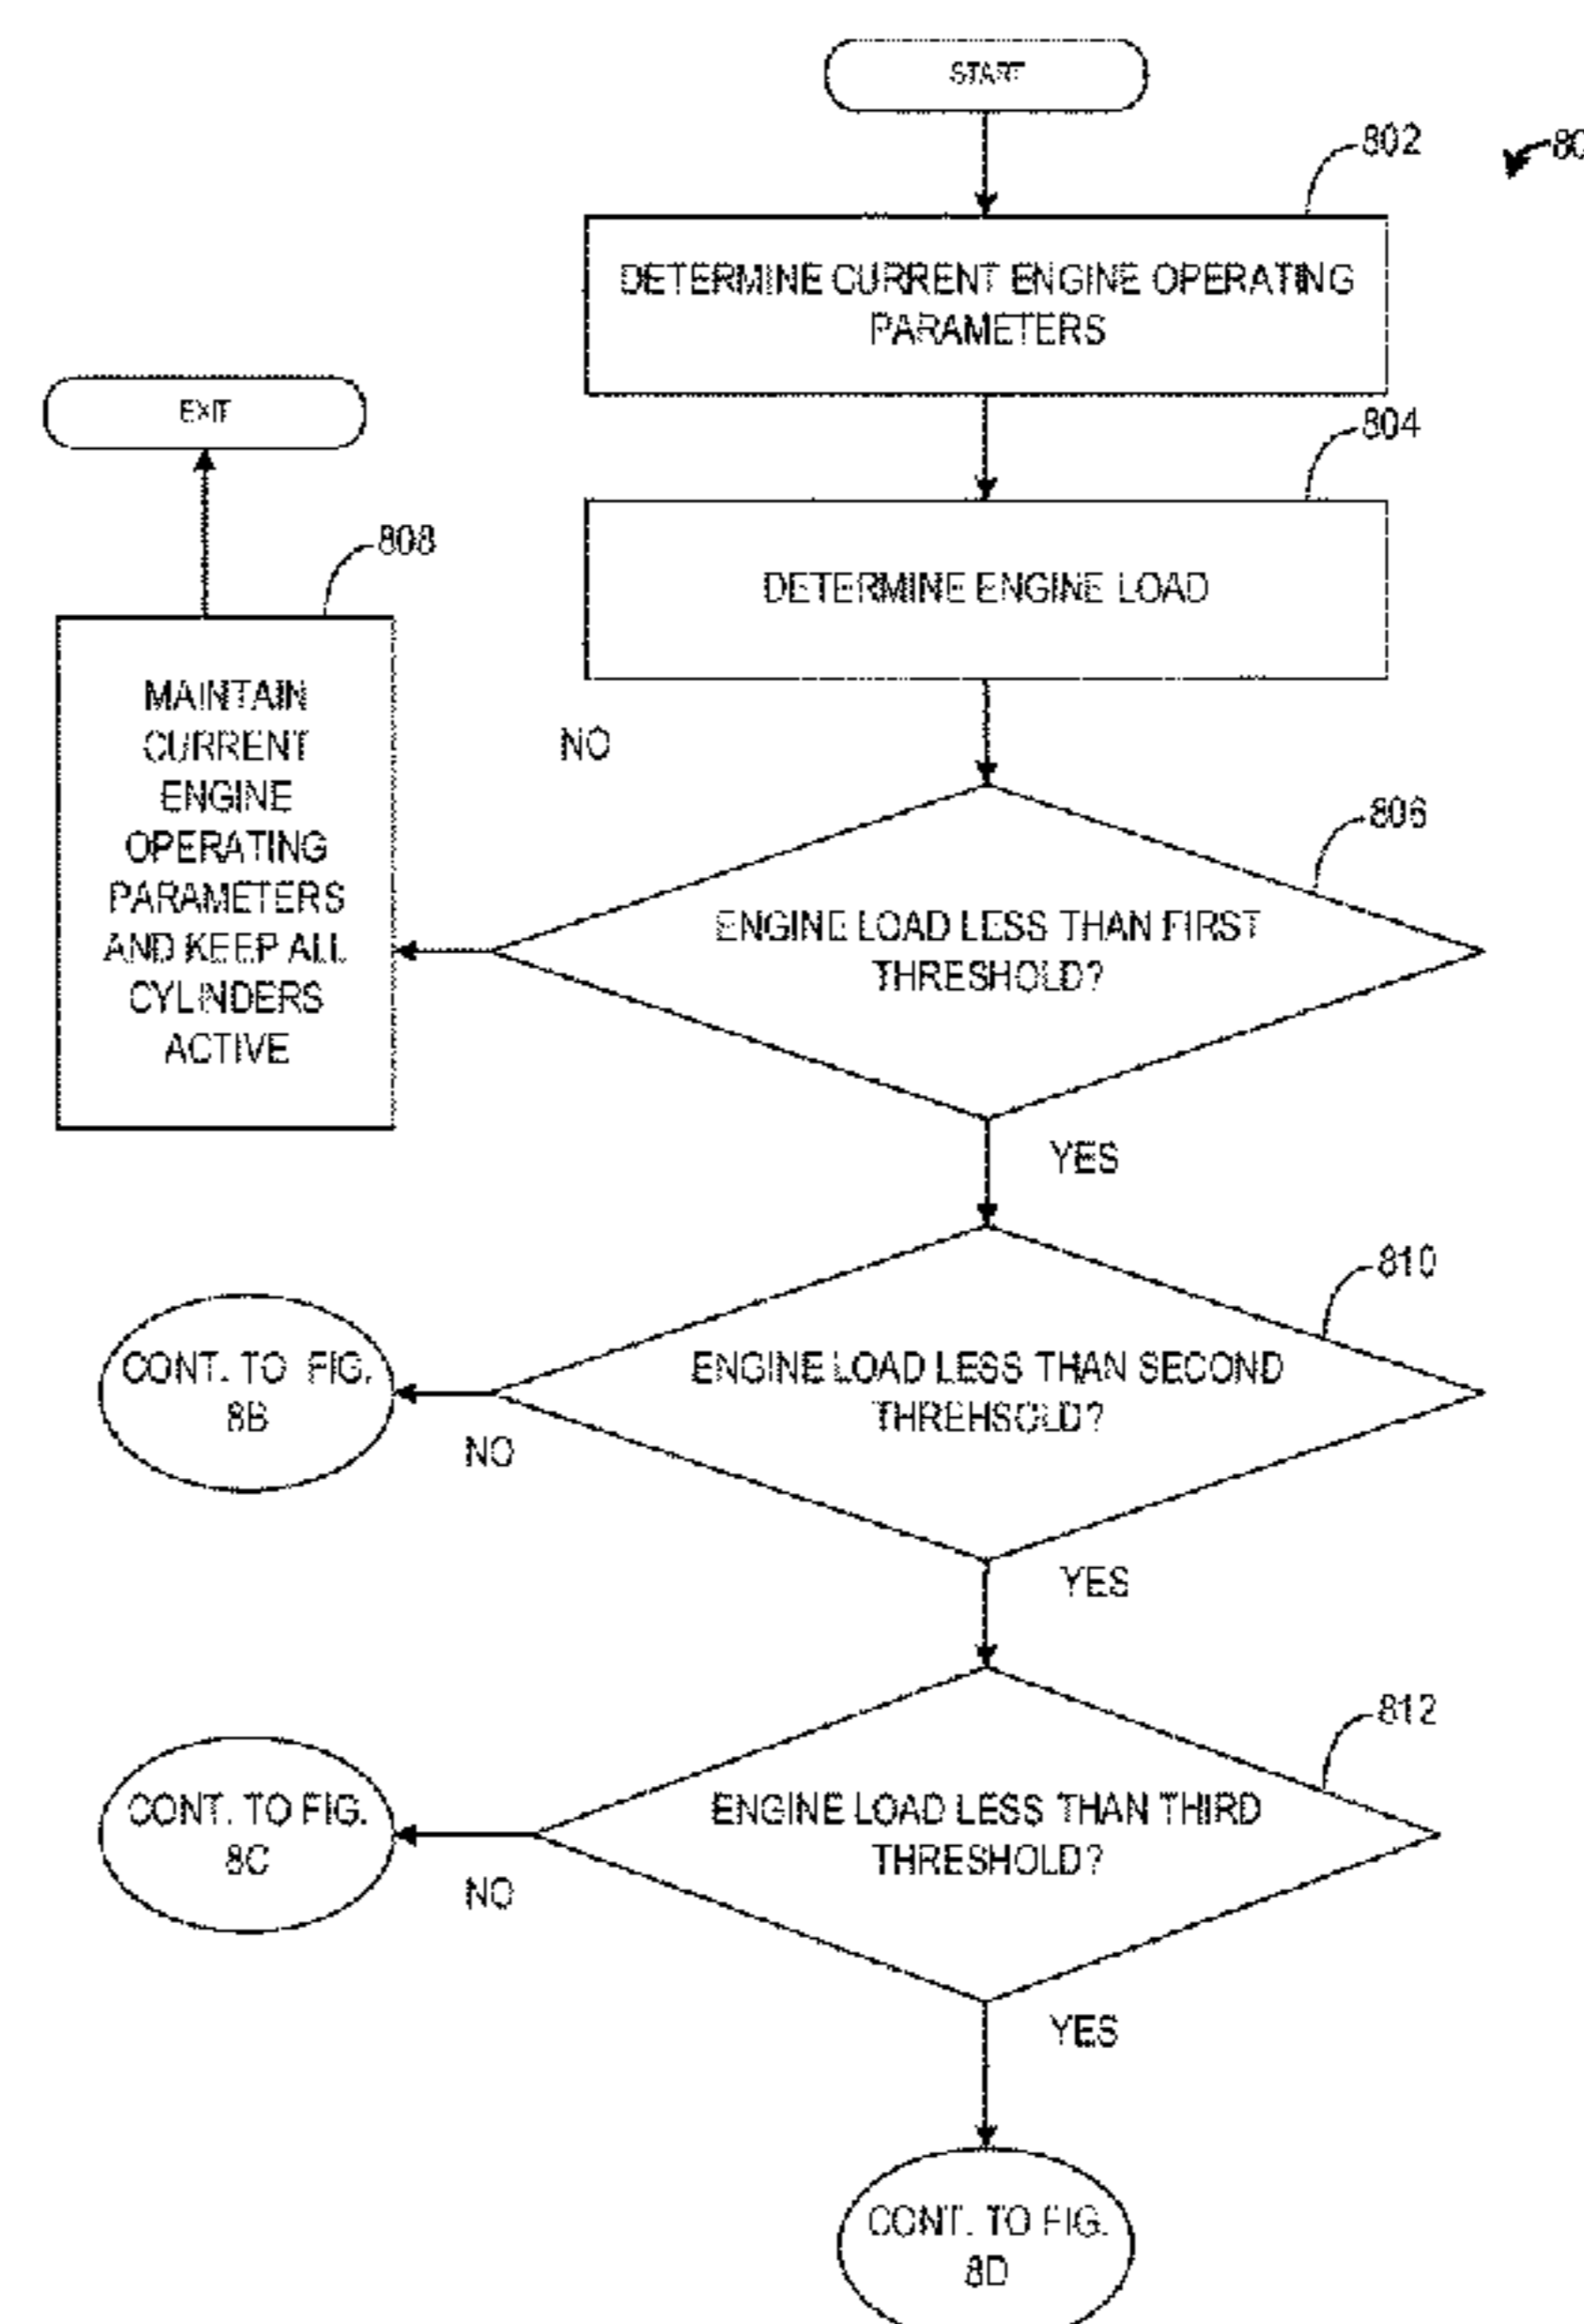 START
802
80
DETERMINE CURRENT ENGINE OPERATING
PARAMETERS
EXIT
804
808
DETERMINE ENGINE LOAD
MAINTAIN
CURRENT
ENGINE
OPERATING
PARAMETERS
AND KEEP ALL
CYLINDERS
ACTIVE
NO
806
ENGINE LOAD LESS THAN FIRST
THRESHOLD?
YES
810
ENGINE LOAD LESS THAN SECOND
THREHSOLD?
CONT. TO FIG.
8B
NO
YES
812
ENGINE LOAD LESS THAN THIRD
THRESHOLD?
CONT. TO FIG.
8C
NO
YES
CONT. TO FIG.
8D